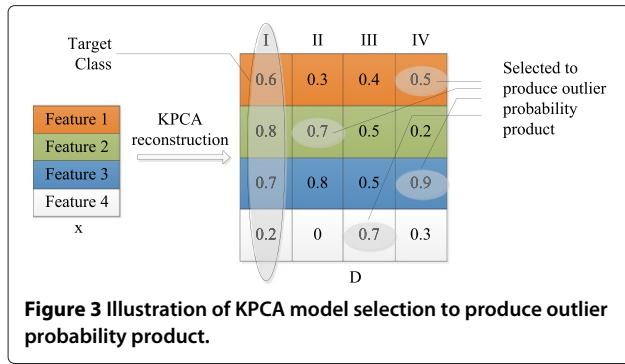 I II III IV
Target
Class
0.6 0.3 0.4 0.5
Selected to
produce outlier
probability
product
Feature 1
Feature 2
Feature 3
Feature 4
x
KPCA
reconstruction
0.8 0.7 0.5 0.2
0.7 0.8 0.5 0.9
0.2 0 0.7 0.3
D
Figure 3 Illustration of KPCA model selection to produce outlier
probability product.